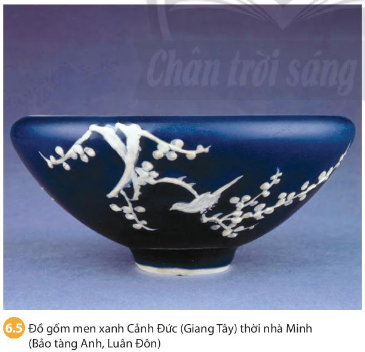 Chân trời sáng
6.5 Đồ gốm men xanh Cảnh Đức (Giang Tây) thời nhà Minh
(Bảo tàng Anh, Luân Đôn)